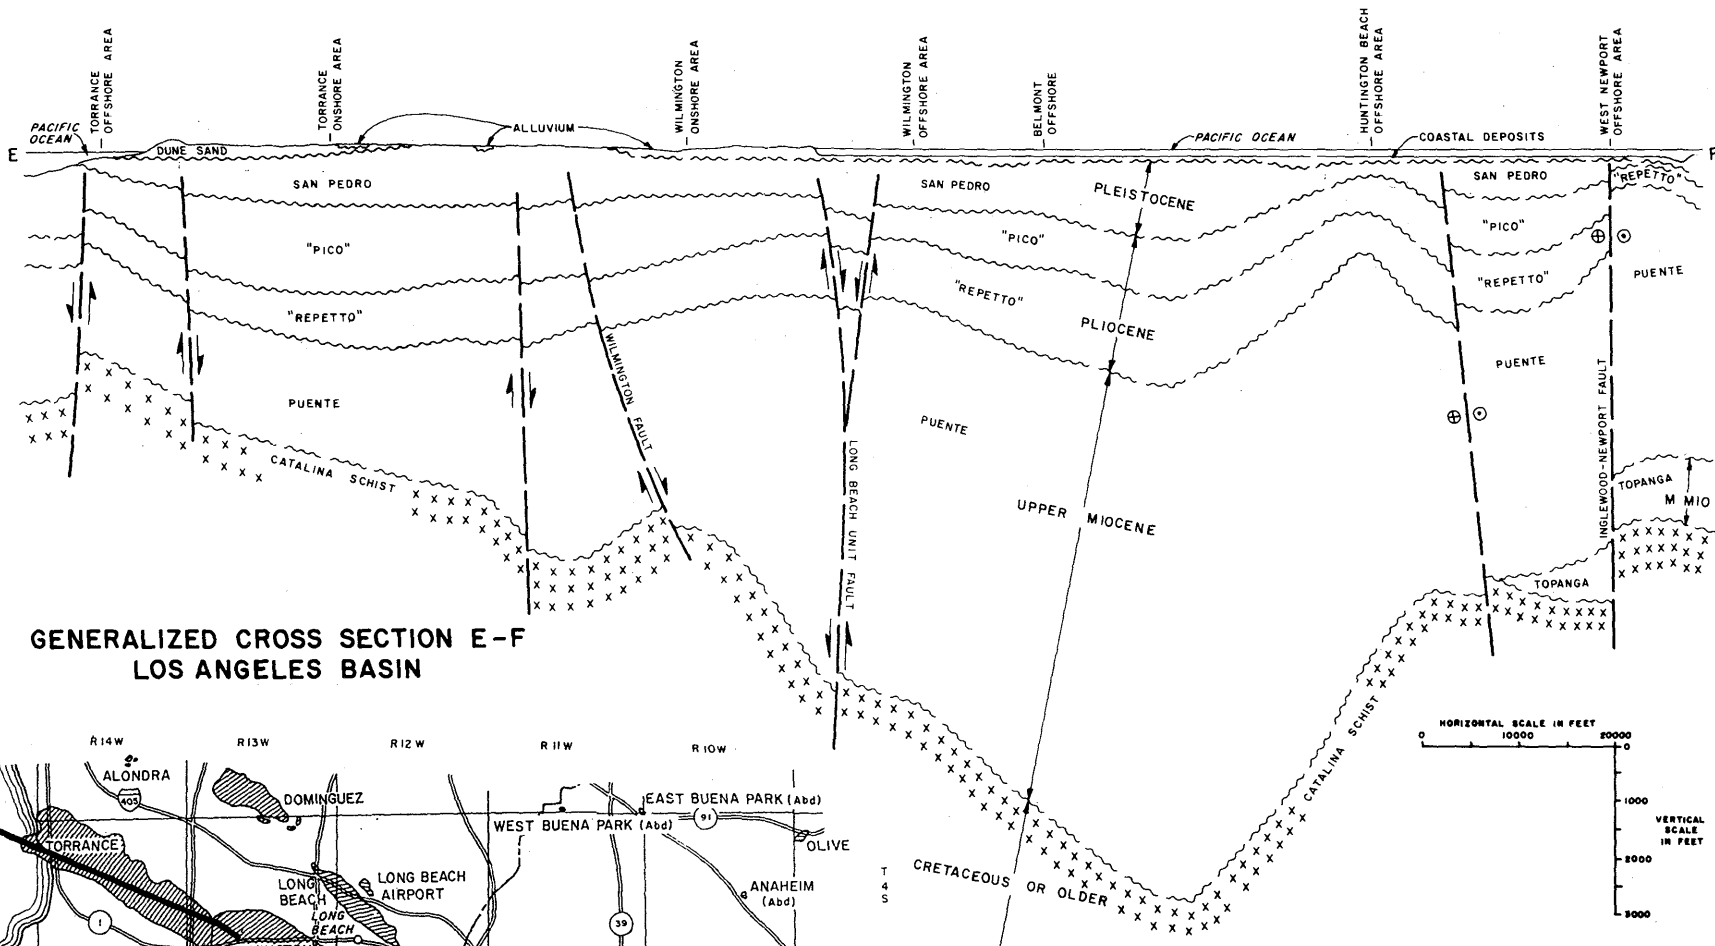 TORRANCE
OFFSHORE AREA
TORRANCE
ONSHORE AREA
WILMINGTON
ONSHORE AREA
WILMINGTON
OFFSHORE AREA
BELMONT
OFFSHORE
HUNTINGTON BEACH
OFFSHORE AREA
WEST NEWPORT
OFFSHORE AREA
PACIFIC
OCEAN
ALLUVIUM
PACIFIC OCEAN
COASTAL DEPOSITS
E
DUNE SAND
F
SAN PEDRO
SAN PEDRO
PLEISTOCENE
SAN PEDRO
"REPETTO"
"PICO"
"PICO"
"PICO"
"REPETTO"
"REPETTO"
"REPETTO"
PUENTE
PLIOCENE
WILMINGTON FAULT
PUENTE
PUENTE
PUENTE
INGLEWOOD-NEWPORT FAULT
CATALINA SCHIST
LONG BEACH UNIT FAULT
UPPER MIOCENE
TOPANGA
M MIO
TOPANGA
GENERALIZED CROSS SECTION E-F
LOS ANGELES BASIN
CATALINA SCHIST
CRETACEOUS OR OLDER
HORIZONTAL SCALE IN FEET
0 10000 20000
0
1000
2000
3000
VERTICAL
SCALE
IN FEET
R14W R13W R12W R11W R10W
ALONDRA
405
DOMINGUEZ
EAST BUENA PARK (Abd)
WEST BUENA PARK (Abd)
91
TORRANCE
OLIVE
LONG BEACH
AIRPORT
LONG
BEACH
ANAHEIM
(Abd)
T
4
S
1
LONG
BEACH
39